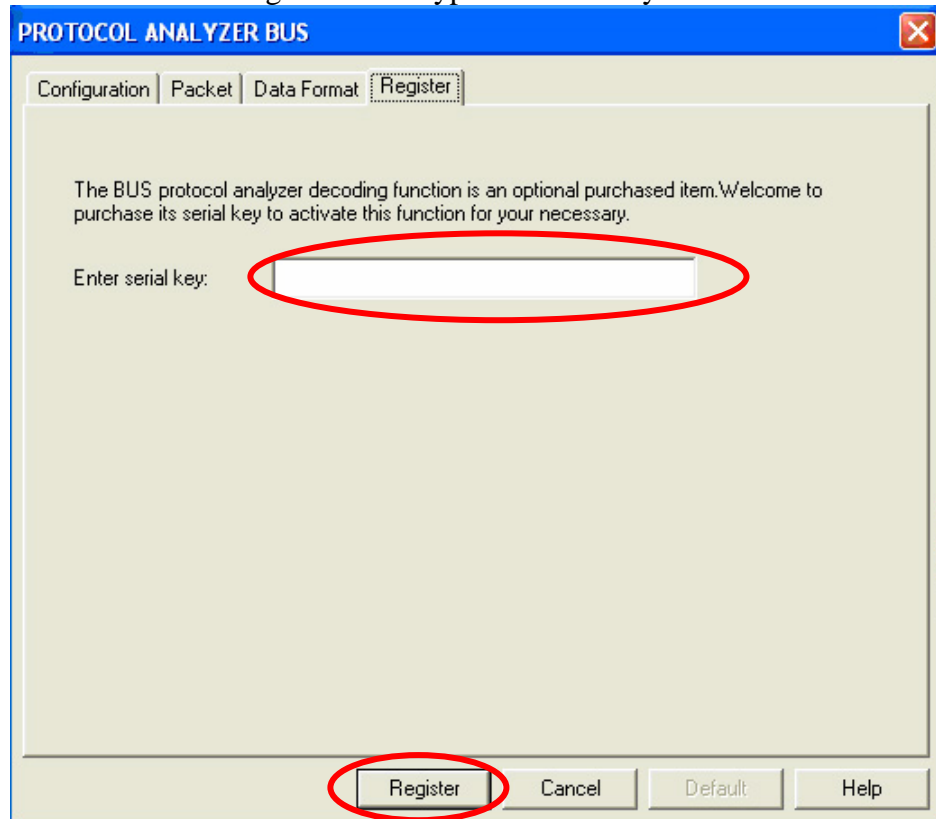 PROTOCOL ANALYZER BUS
Configuration Packet Data Format Register
The BUS protocol analyzer decoding function is an optional purchased item.Welcome to
purchase its serial key to activate this function for your necessary.
Enter serial key:
Register Cancel Default Help